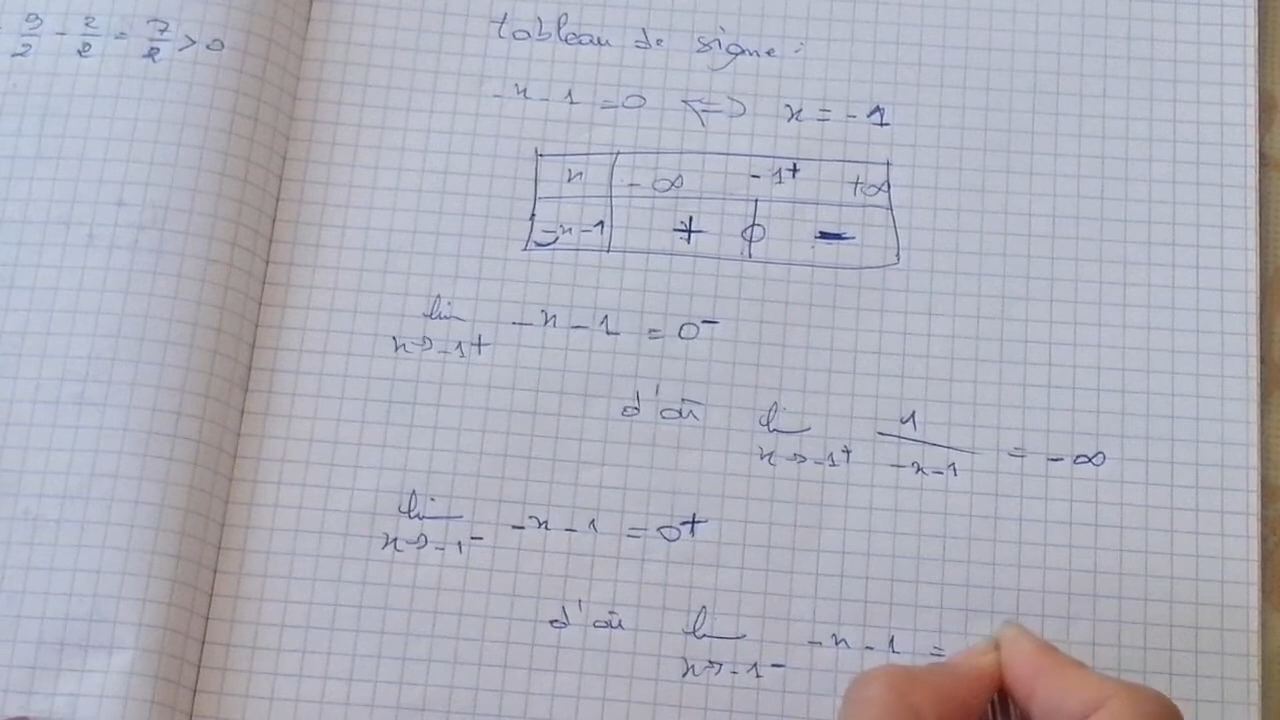 9/2 - 2/2 = 7/2 > 0
tableau de signe :
-x-1 = 0 <=> x = -1
x -∞ -1+ +∞
-x-1 + 0 -
lim x→-1+ -x-1 = 0-
d'où lim x→-1+ 1/(-x-1) = -∞
lim x→-1- -x-1 = 0+
d'où lim x→-1- -x-1 =